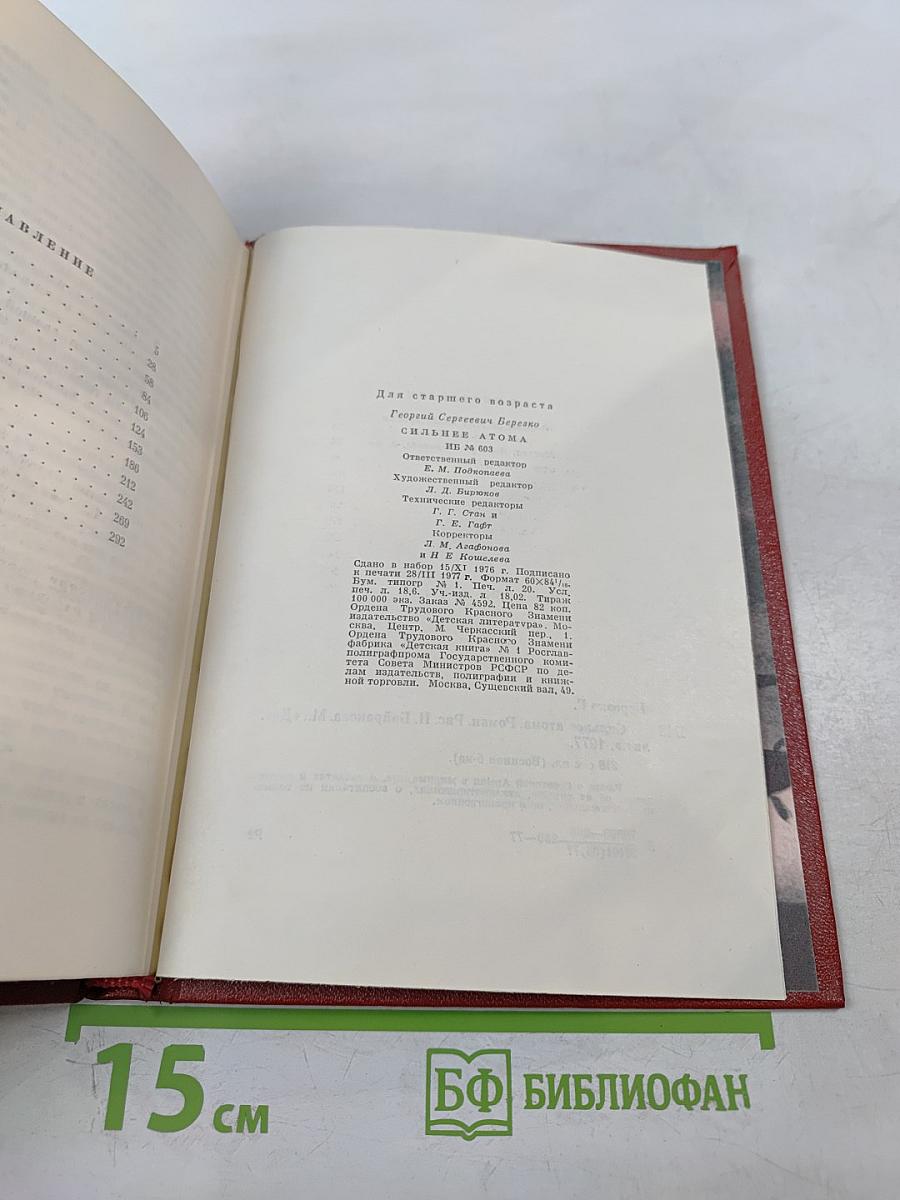 ЛАВЛЕНИЕ
5
28
58
84
106
124
153
186
212
242
269
292
Для старшего возраста
Георгий Сергеевич Березко
СИЛЬНЕЕ АТОМА
ИБ № 603
Ответственный редактор
Е. М. Подкопаева
Художественный редактор
Л. Д. Бирюков
Технические редакторы
Г. Г. Стан и
Г. Е. Гафт
Корректоры
Л. М. Агафонова
и Н Е Кошелева
Сдано в набор 15/XI 1976 г. Подписано
к печати 28/III 1977 г. Формат 60×84¹/₁₆.
Бум. типогр № 1. Печ. л. 20. Усл.
печ. л. 18,6. Уч.-изд. л 18,02. Тираж
100 000 экз. Заказ № 4592. Цена 82 коп.
Ордена Трудового Красного Знамени
издательство «Детская литература». Мо-
сква, Центр. М. Черкасский пер., 1.
Ордена Трудового Красного Знамени
фабрика «Детская книга» № 1 Росглав-
полиграфпрома Государственного коми-
тета Совета Министров РСФСР по де-
лам издательств, полиграфии и книж-
ной торговли. Москва, Сущевский вал, 49.
15 см
БФ БИБЛИОФАН